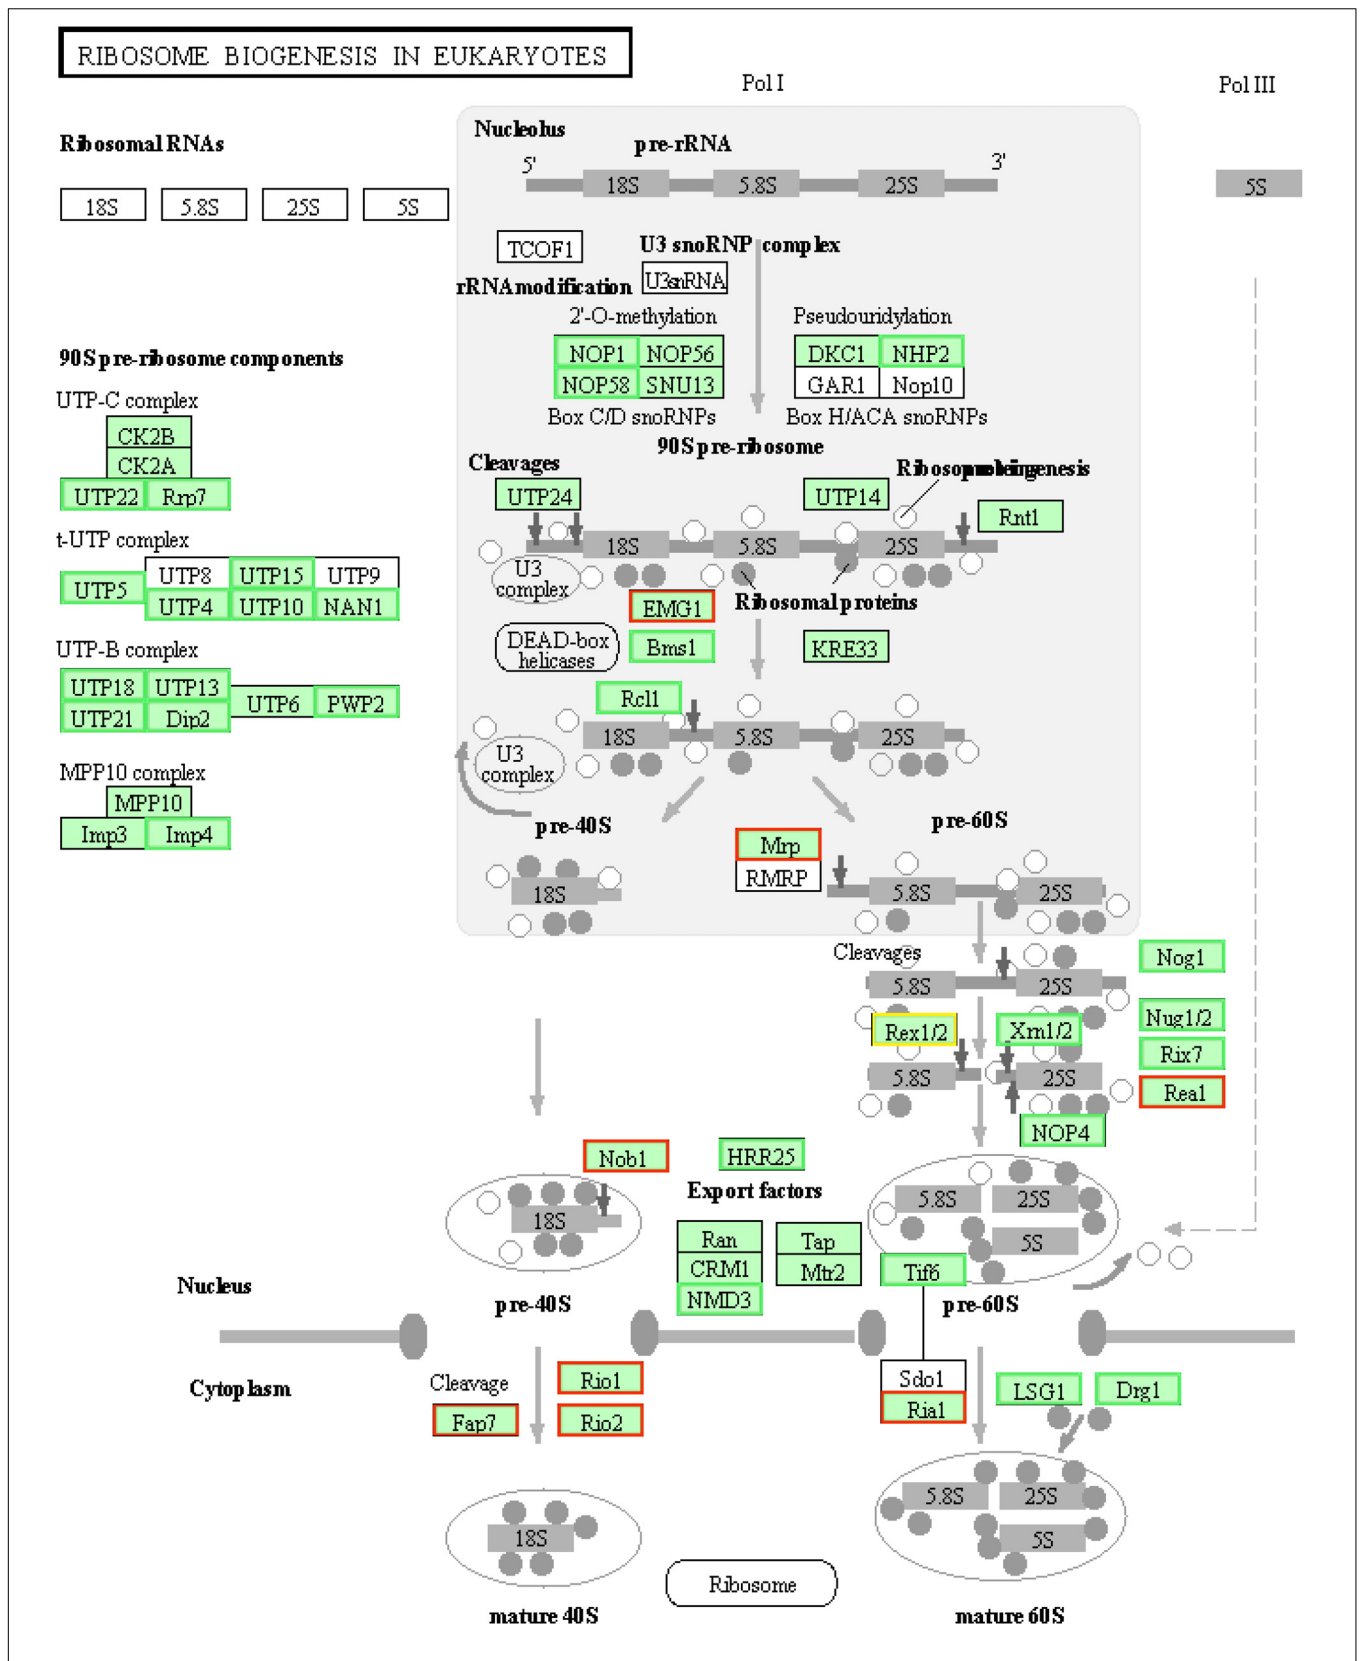 RIBOSOME BIOGENESIS IN EUKARYOTES
Pol I
Pol III
Nucleolus
Ribosomal RNAs
pre-rRNA
5'
3'
18S
5.8S
25S
5S
18S
5.8S
25S
5S
TCOF1
U3 snoRNP complex
U3snRNA
rRNA modification
2'-O-methylation
Pseudouridylation
NOP1
NOP56
DKC1
NHP2
NOP58
SNU13
GAR1
Nop10
Box C/D snoRNPs
Box H/ACA snoRNPs
90S pre-ribosome components
UTP-C complex
CK2B
CK2A
UTP22
Rrp7
t-UTP complex
UTP5
UTP8
UTP15
UTP9
UTP4
UTP10
NAN1
UTP-B complex
UTP18
UTP13
UTP6
PWP2
UTP21
Dip2
MPP10 complex
MPP10
Imp3
Imp4
90S pre-ribosome
Cleavages
UTP24
UTP14
Rnt1
18S
5.8S
25S
U3
complex
EMG1
Ribosomal proteins
DEAD-box
helicases
Bms1
KRE33
Rcl1
18S
5.8S
25S
U3
complex
pre-40S
pre-60S
Mrp
RMRP
18S
5.8S
25S
Cleavages
Nog1
5.8S
25S
Nug1/2
Rex1/2
Xrn1/2
Rix7
5.8S
25S
Rea1
NOP4
Nob1
HRR25
Export factors
18S
5.8S
25S
5S
Ran
Tap
CRM1
Mtr2
NMD3
Tif6
Nucleus
pre-40S
pre-60S
Cytoplasm
Cleavage
Rio1
Fap7
Rio2
Sdo1
Ria1
LSG1
Drg1
18S
5.8S
25S
5S
Ribosome
mature 40S
mature 60S